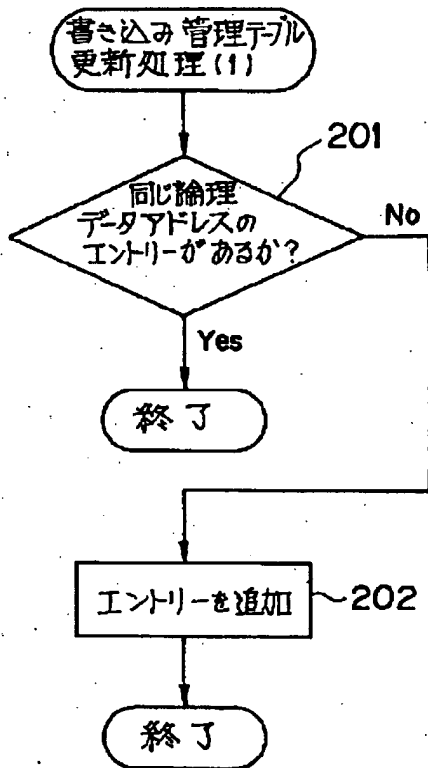 書き込み管理テーブル
更新処理(1)
201
同じ論理
データアドレスの
エントリーがあるか?
No
Yes
終了
エントリーを追加
202
終了